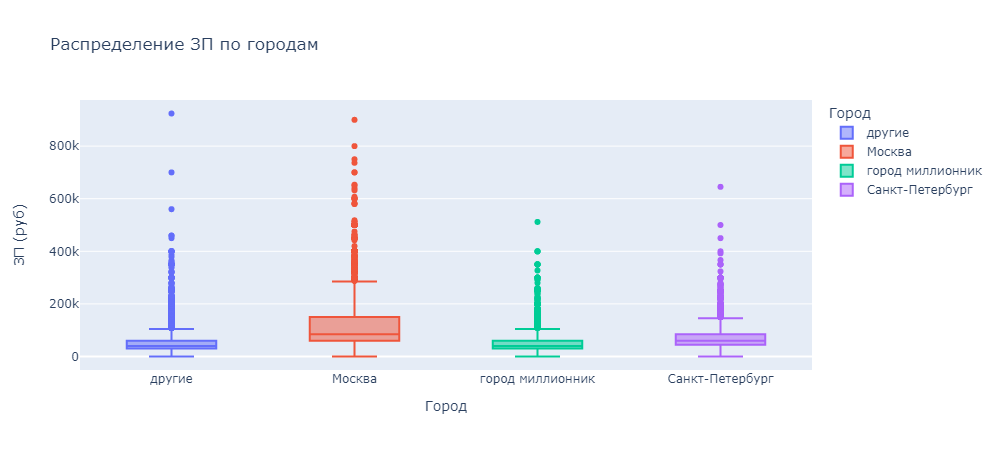 Распределение ЗП по городам
Город
другие
Москва
город миллионник
Санкт-Петербург
ЗП (руб)
800k
600k
400k
200k
0
другие
Москва
город миллионник
Санкт-Петербург
Город